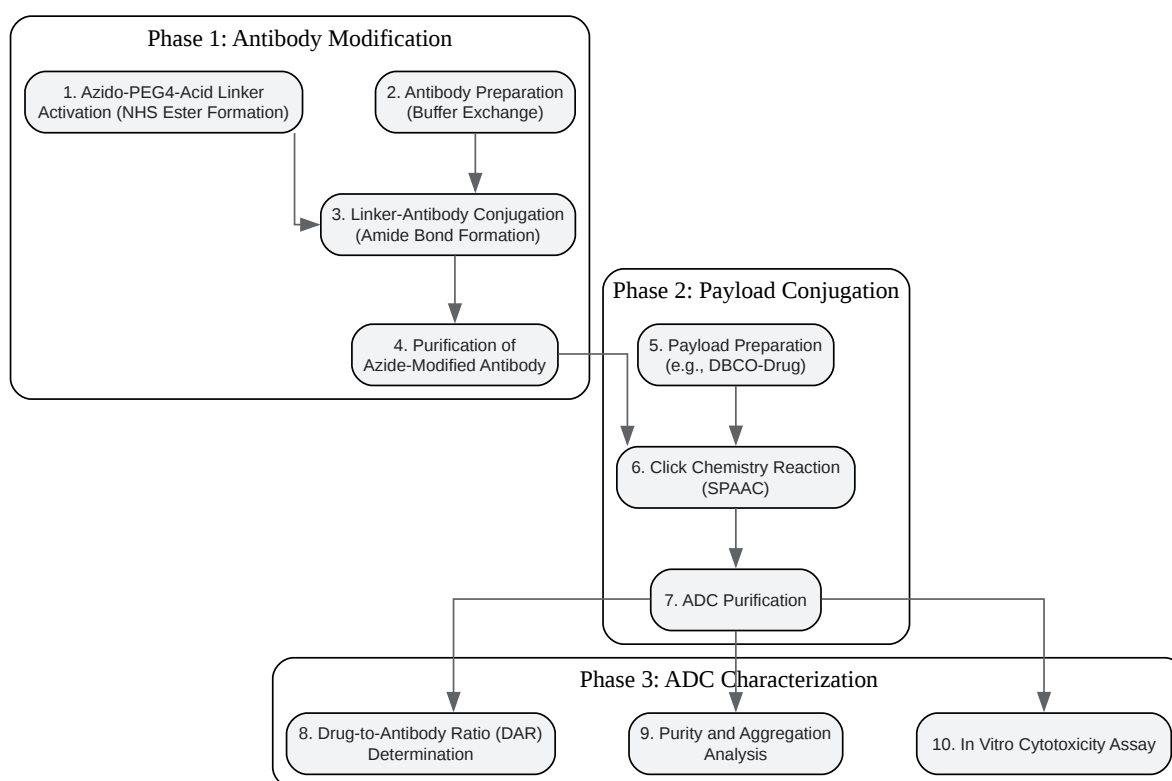 Phase 1: Antibody Modification
1. Azido-PEG4-Acid Linker
Activation (NHS Ester Formation)
2. Antibody Preparation
(Buffer Exchange)
3. Linker-Antibody Conjugation
(Amide Bond Formation)
4. Purification of
Azide-Modified Antibody
Phase 2: Payload Conjugation
5. Payload Preparation
(e.g., DBCO-Drug)
6. Click Chemistry Reaction
(SPAAC)
7. ADC Purification
Phase 3: ADC Characterization
8. Drug-to-Antibody Ratio (DAR)
Determination
9. Purity and Aggregation
Analysis
10. In Vitro Cytotoxicity Assay